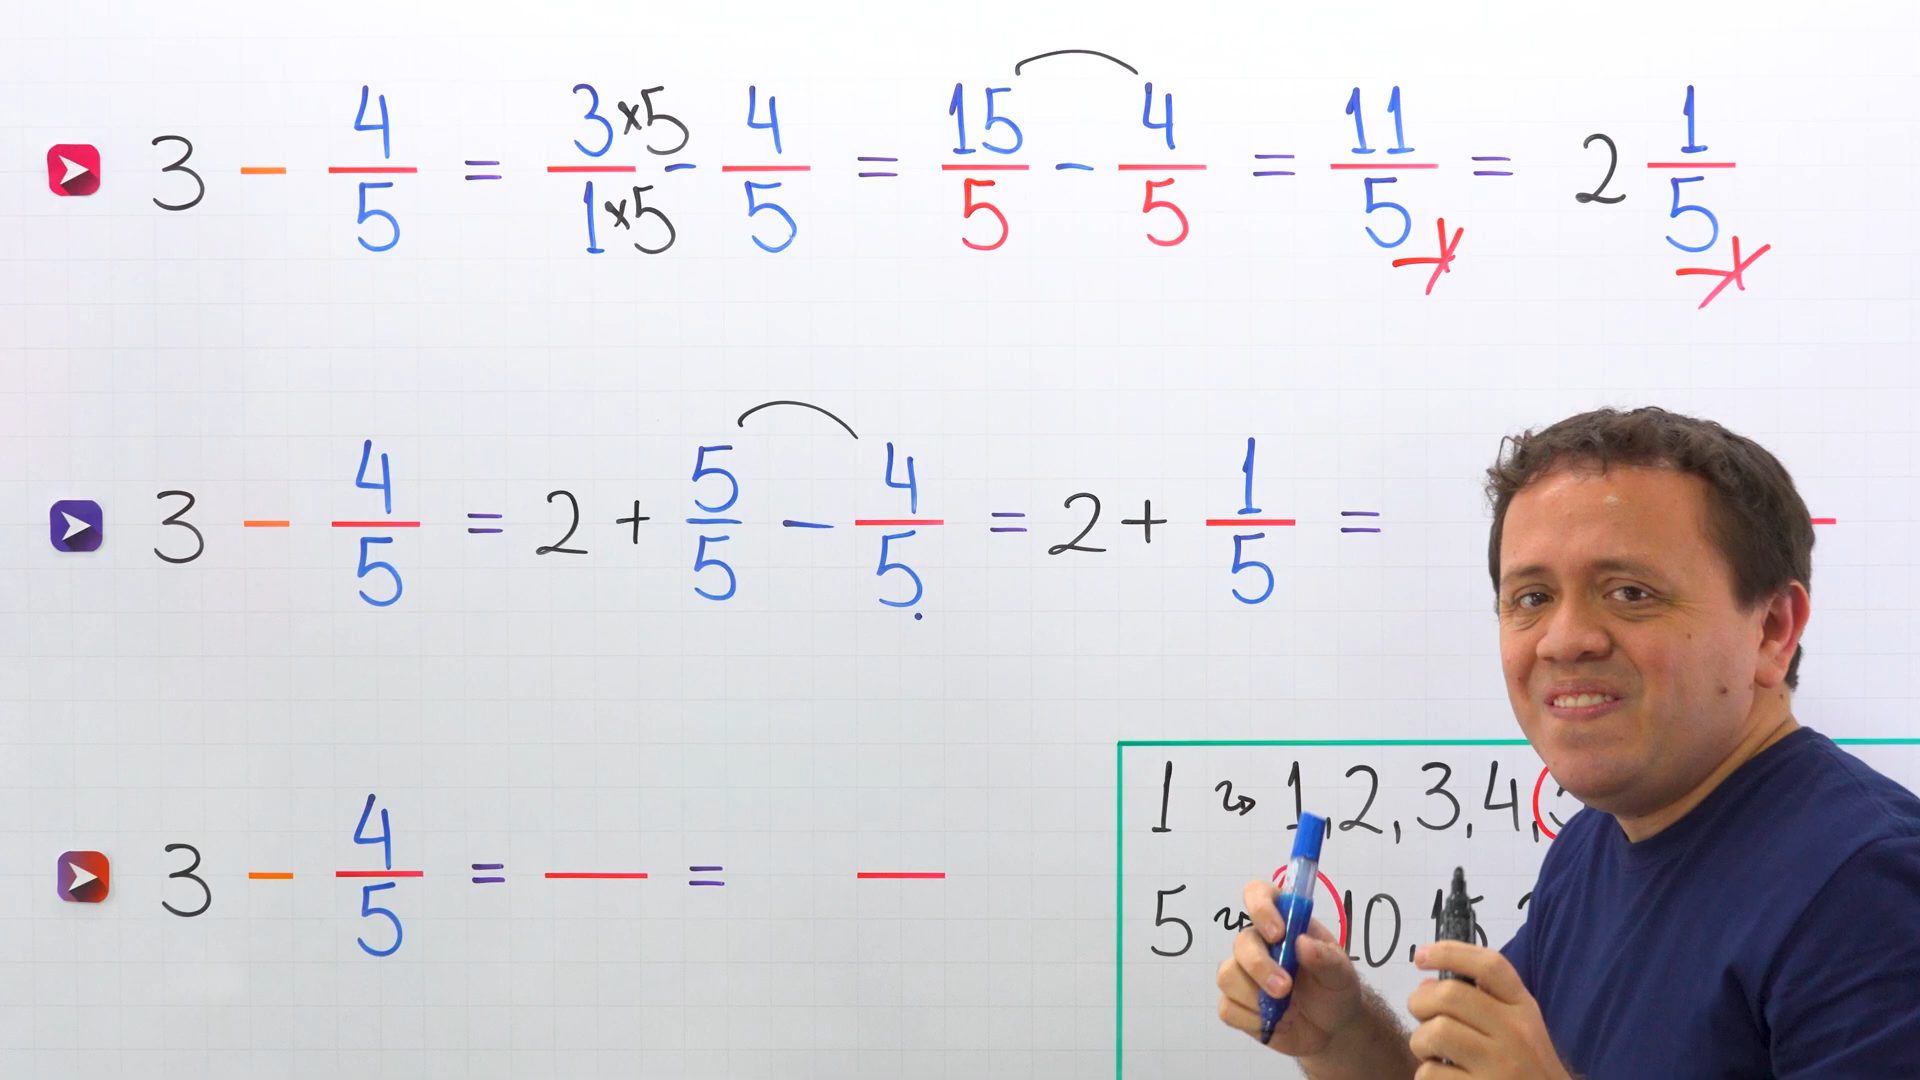 3 - 4/5 = 3×5/1×5 - 4/5 = 15/5 - 4/5 = 11/5 = 2 1/5
3 - 4/5 = 2 + 5/5 - 4/5 = 2 + 1/5 =
3 - 4/5 = =
1 → 1, 2, 3, 4,
5 → 10, 15